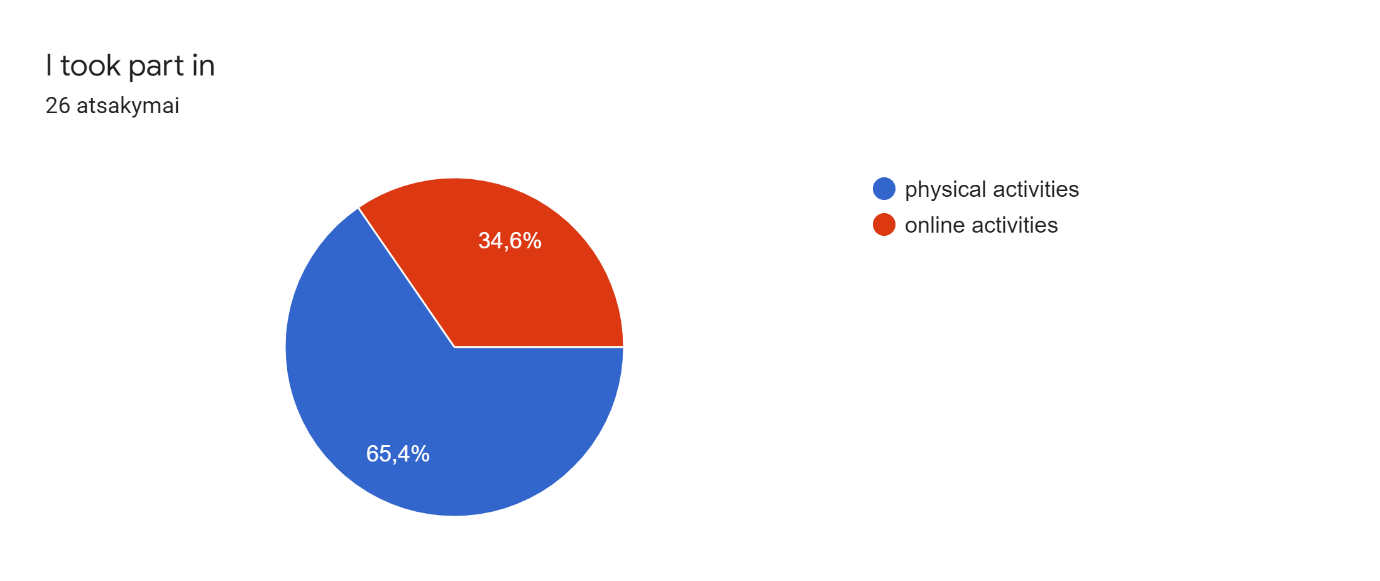 I took part in
26 atsakymai
physical activities
online activities
34,6%
65,4%